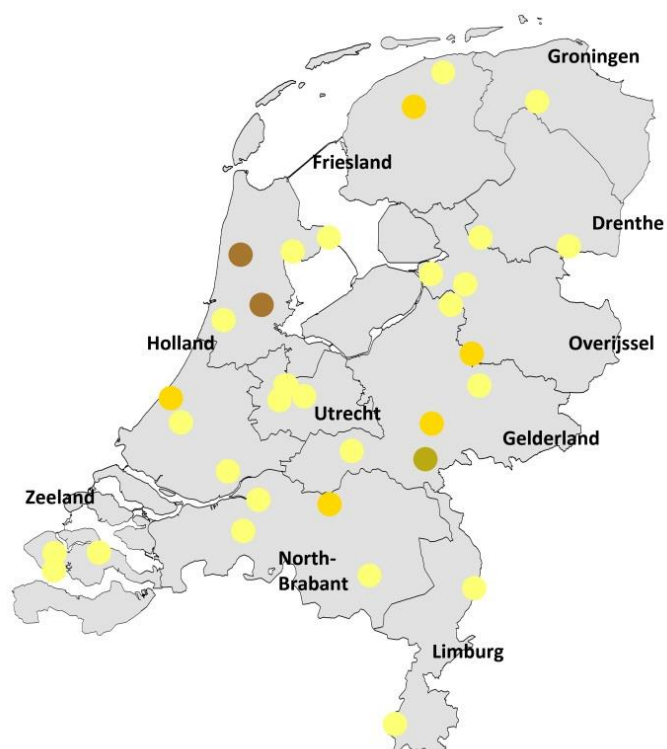 Groningen
Friesland
Drenthe
Holland
Overijssel
Utrecht
Gelderland
Zeeland
North-
Brabant
Limburg